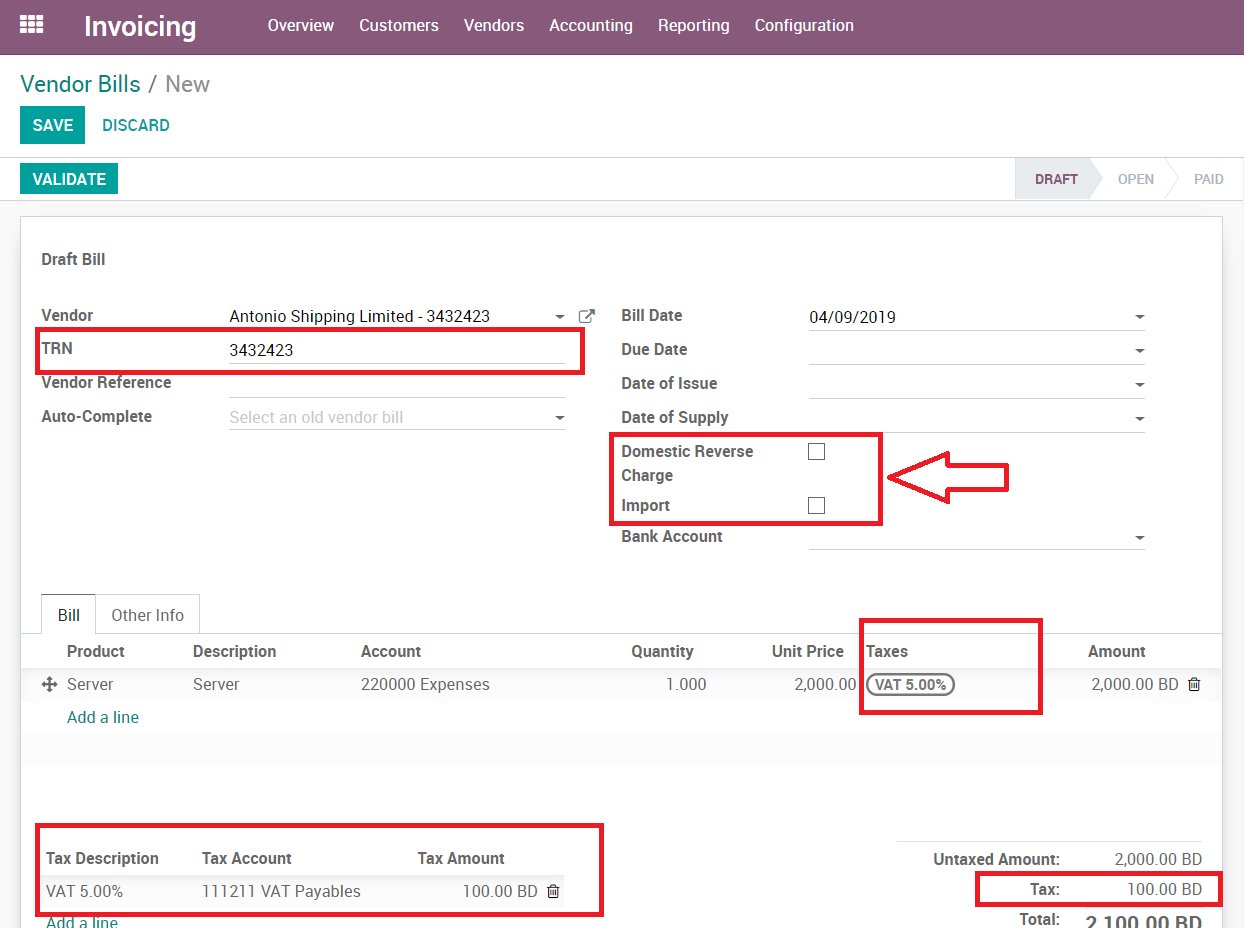 Invoicing Overview Customers Vendors Accounting Reporting Configuration
Vendor Bills / New
SAVE DISCARD
VALIDATE DRAFT OPEN PAID
Draft Bill
Vendor Antonio Shipping Limited - 3432423 Bill Date 04/09/2019
TRN 3432423 Due Date
Vendor Reference Date of Issue
Auto-Complete Select an old vendor bill Date of Supply
Domestic Reverse
Charge
Import
Bank Account
Bill Other Info
Product Description Account Quantity Unit Price Taxes Amount
Server Server 220000 Expenses 1.000 2,000.00 VAT 5.00% 2,000.00 BD
Add a line
Tax Description Tax Account Tax Amount Untaxed Amount: 2,000.00 BD
VAT 5.00% 111211 VAT Payables 100.00 BD Tax: 100.00 BD
Add a line Total: 2,100.00 BD